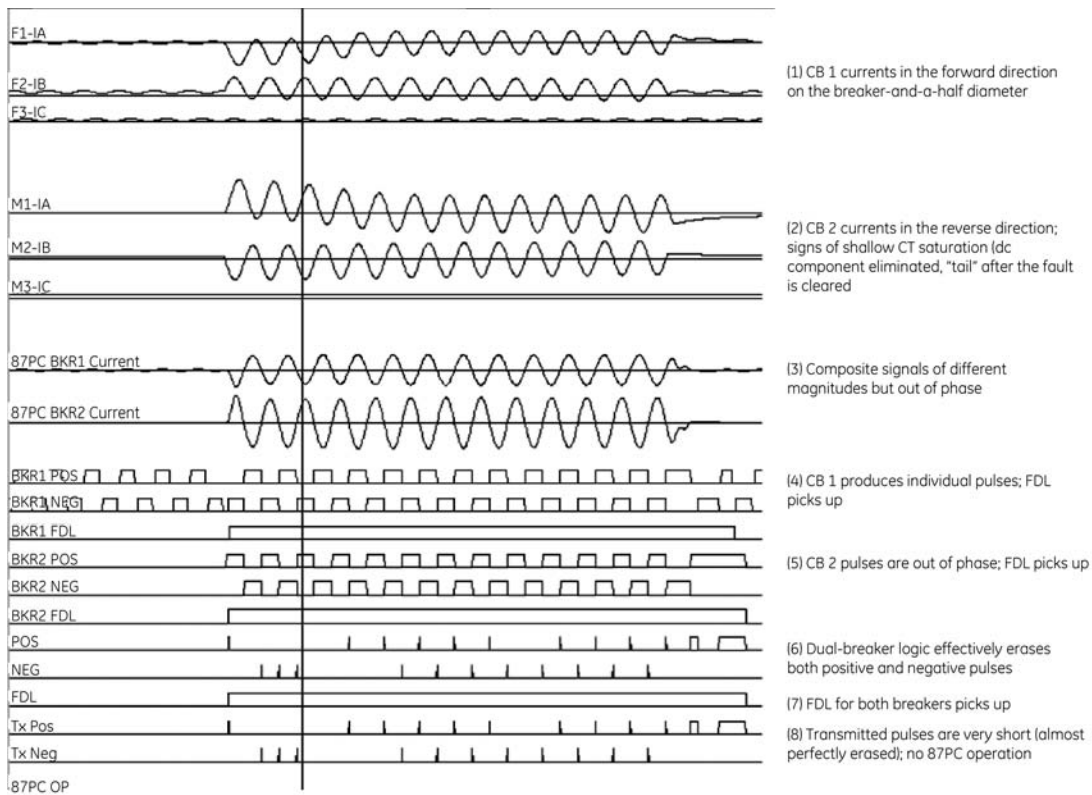 F1-IA
F2-IB
F3-IC
(1) CB 1 currents in the forward direction
on the breaker-and-a-half diameter
M1-IA
M2-IB
M3-IC
(2) CB 2 currents in the reverse direction;
signs of shallow CT saturation (dc
component eliminated, "tail" after the fault
is cleared
87PC BKR1 Current
87PC BKR2 Current
(3) Composite signals of different
magnitudes but out of phase
BKR1 POS
BKR1 NEG
BKR1 FDL
(4) CB 1 produces individual pulses; FDL
picks up
BKR2 POS
BKR2 NEG
BKR2 FDL
(5) CB 2 pulses are out of phase; FDL picks up
POS
NEG
(6) Dual-breaker logic effectively erases
both positive and negative pulses
FDL
(7) FDL for both breakers picks up
Tx Pos
Tx Neg
(8) Transmitted pulses are very short (almost
perfectly erased); no 87PC operation
87PC OP